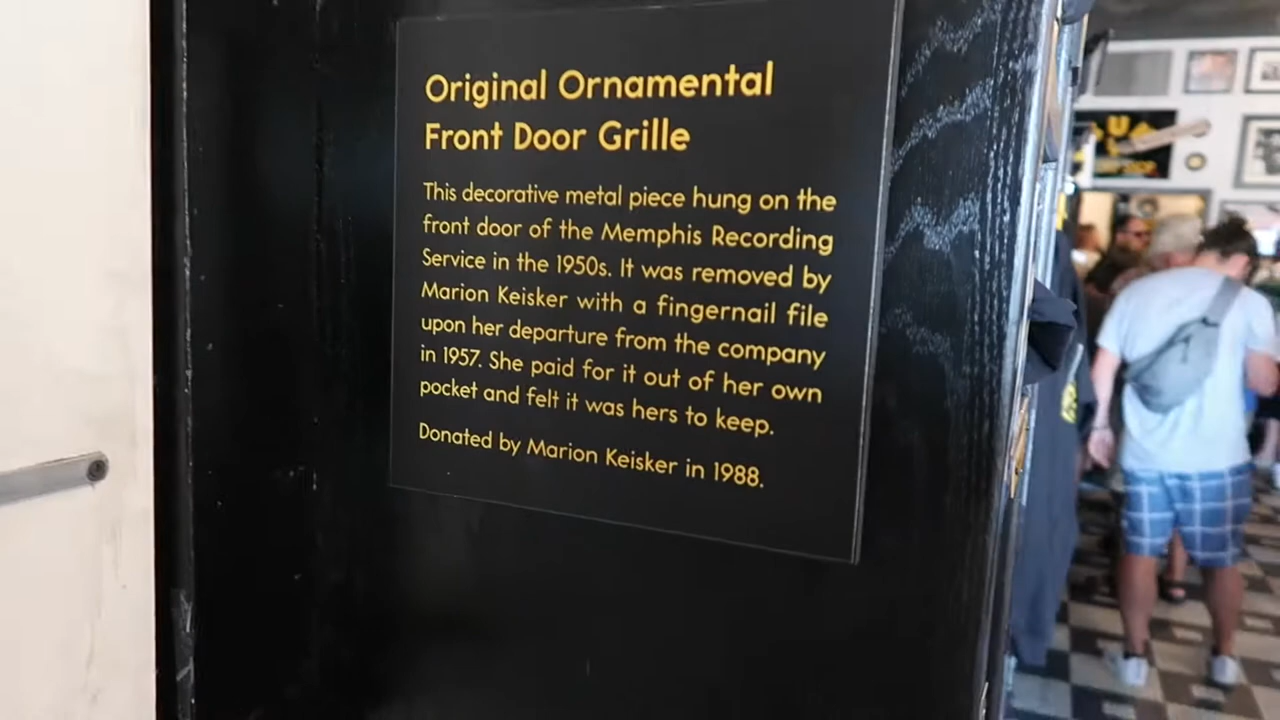 Original Ornamental
Front Door Grille
This decorative metal piece hung on the
front door of the Memphis Recording
Service in the 1950s. It was removed by
Marion Keisker with a fingernail file
upon her departure from the company
in 1957. She paid for it out of her own
pocket and felt it was hers to keep.
Donated by Marion Keisker in 1988.